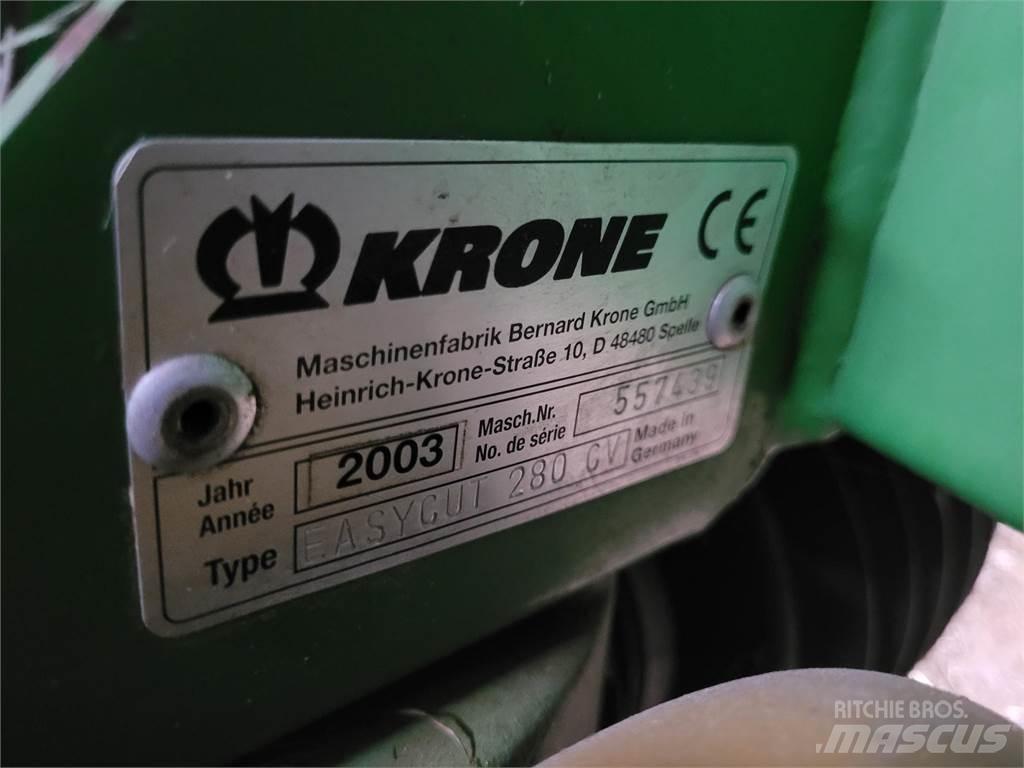 KRONE CE
Maschinenfabrik Bernard Krone GmbH
Heinrich-Krone-Straße 10, D 48480 Spelle
Jahr
Année
2003
Masch.Nr.
No. de série
557439
Type
EASYCUT 280 CV
Made in
Germany
RITCHIE BROS.
MASCUS